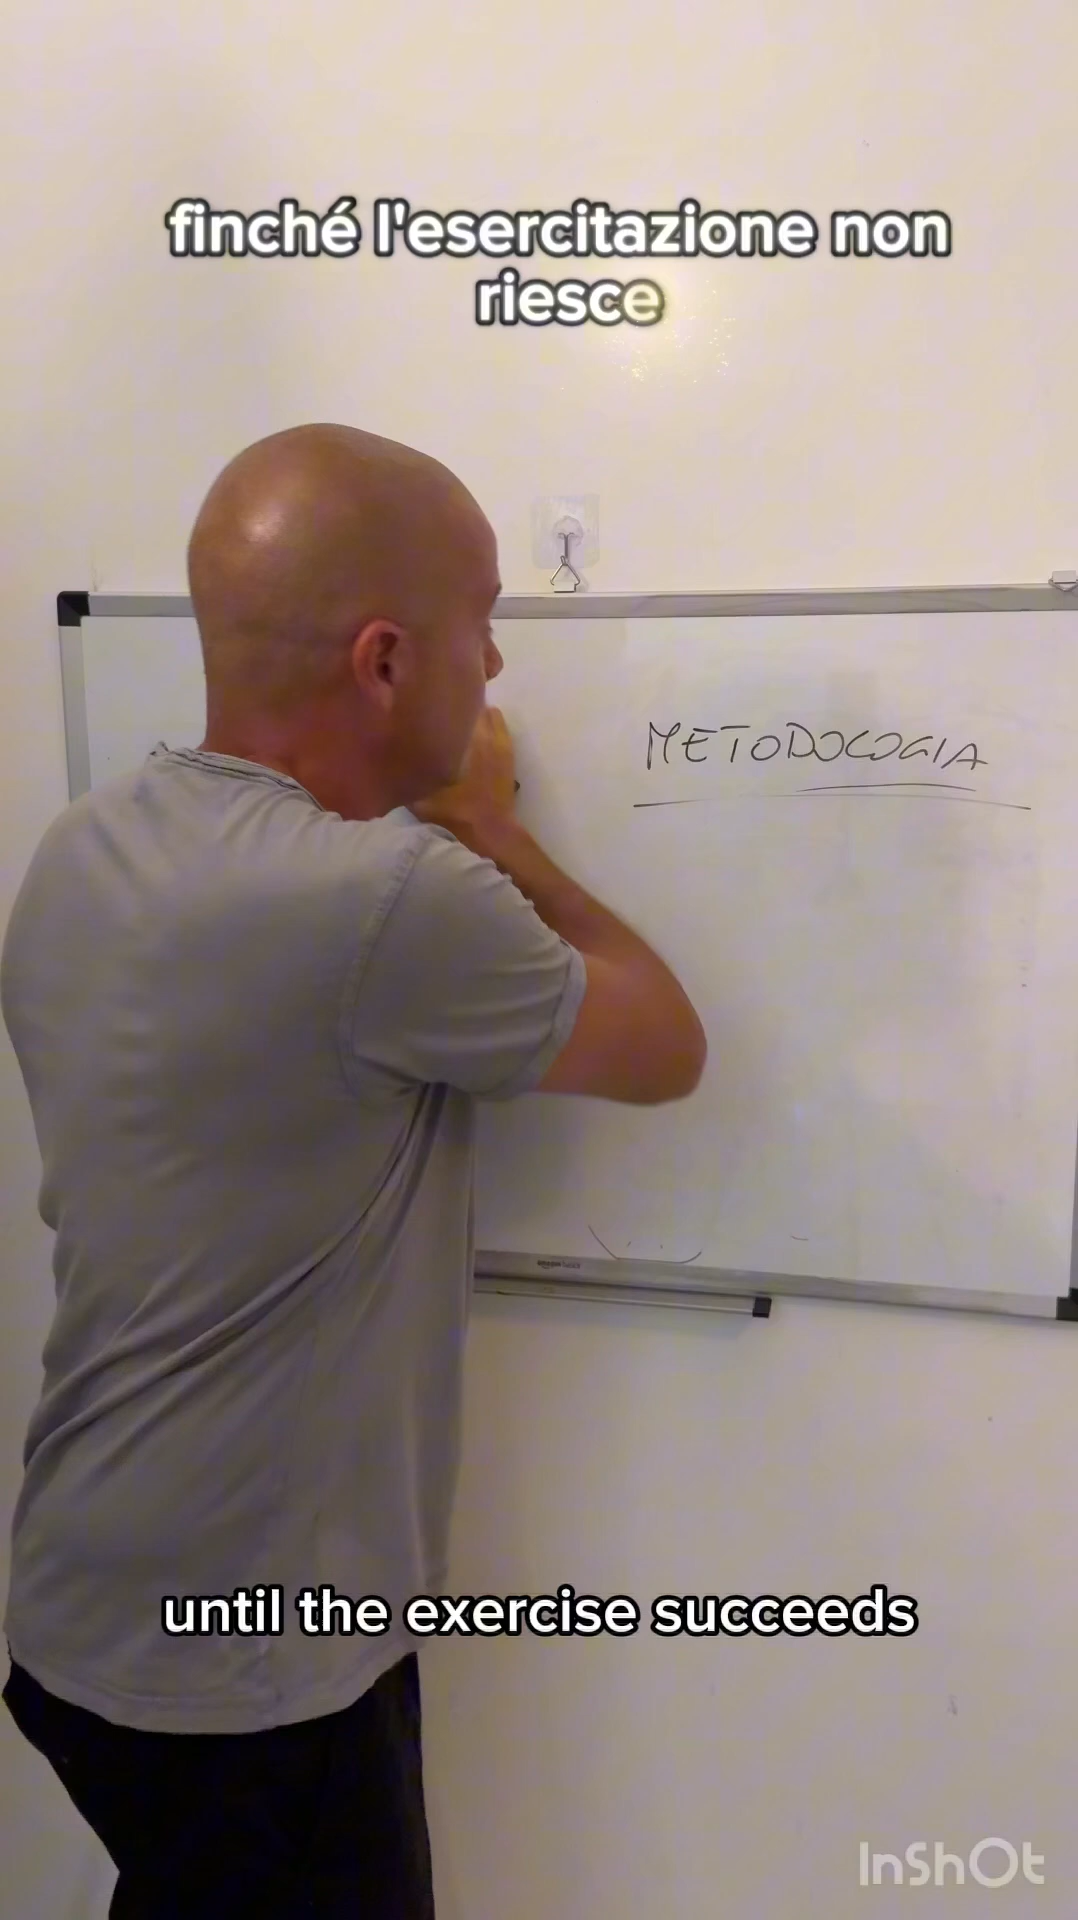 finché l'esercitazione non
riesce
METODOLOGIA
until the exercise succeeds
InShOt